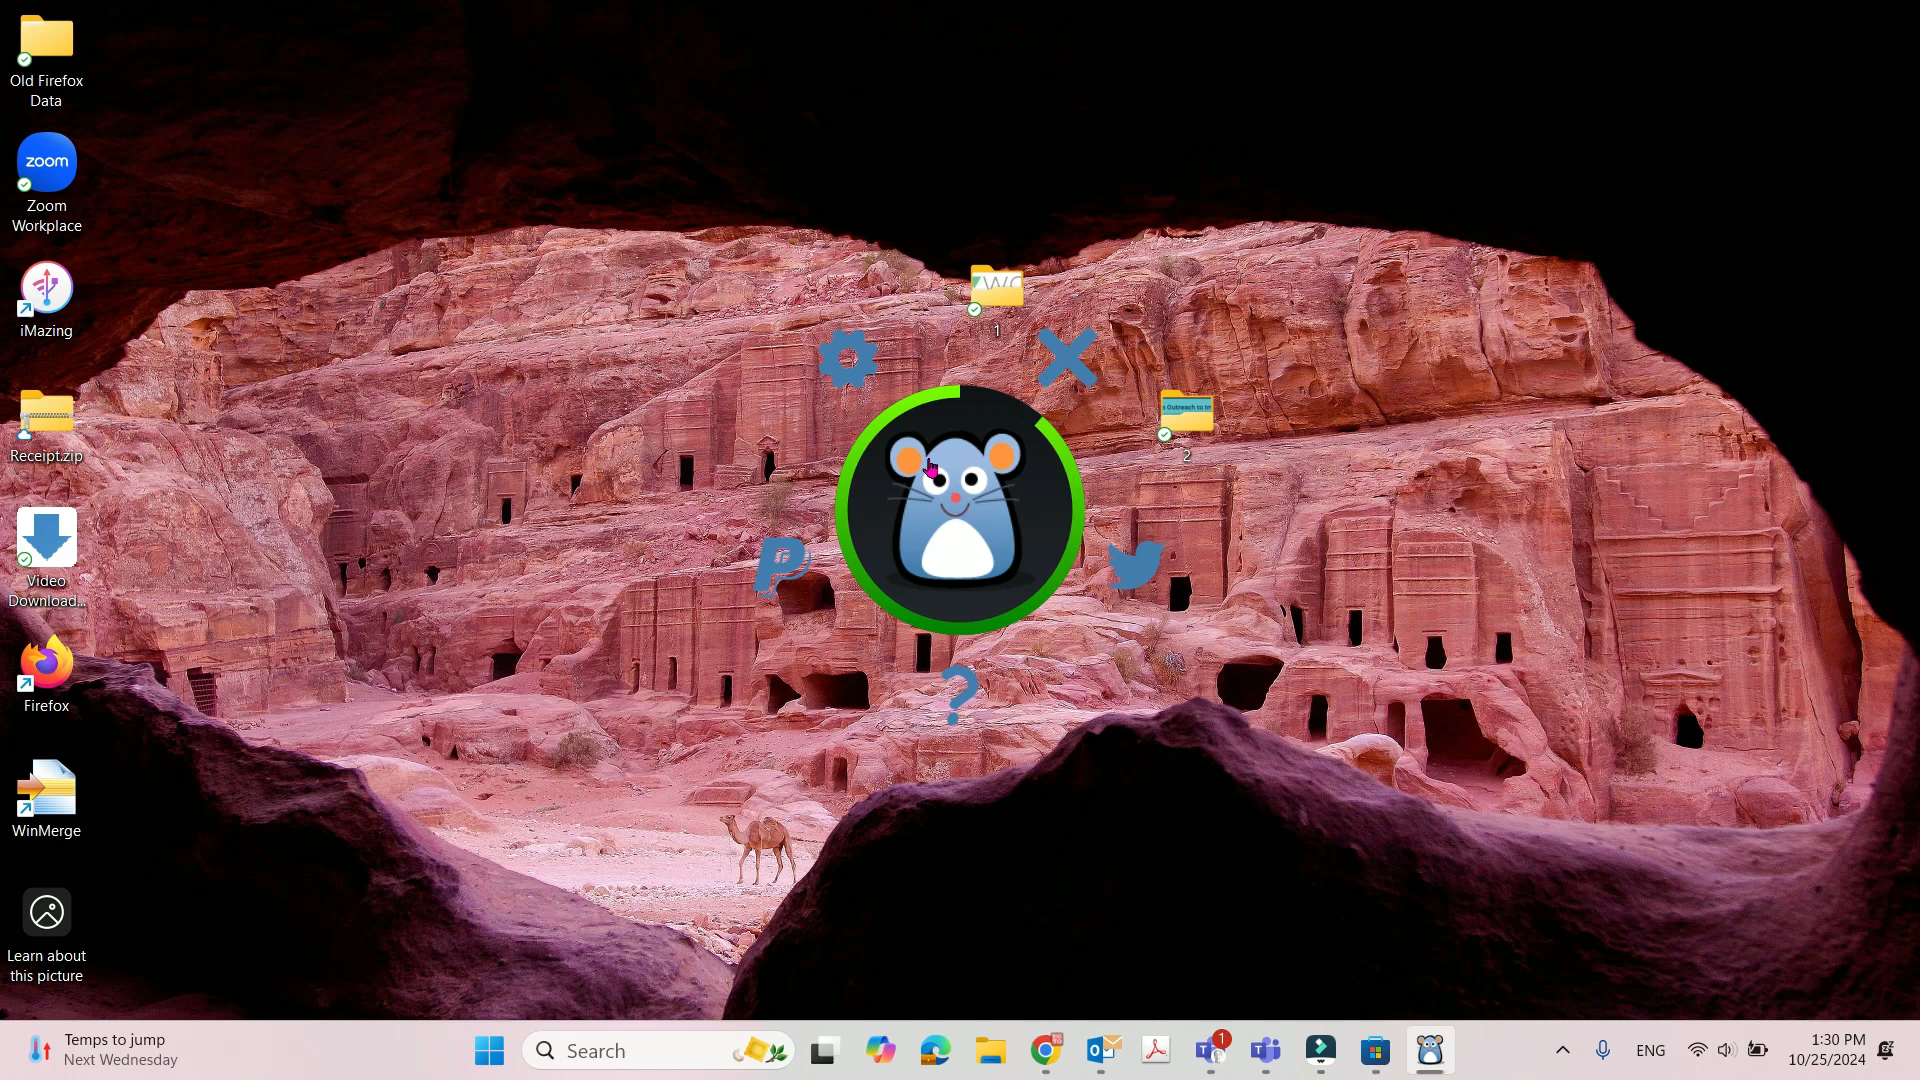 Old Firefox
Data
zoom
Zoom
Workplace
iMazing
Receipt.zip
Video
Download...
Firefox
WinMerge
Learn about
this picture
1
2
?
Temps to jump
Next Wednesday
Search
1
ENG
1:30 PM
10/25/2024